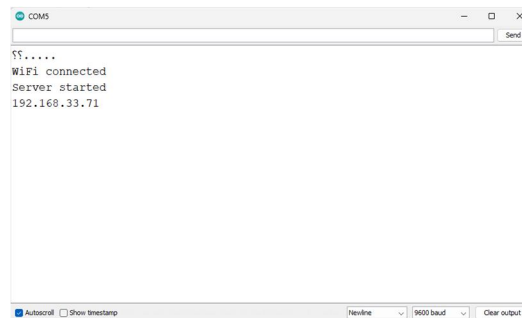 COM5
Send
⸮⸮.....
WiFi connected
Server started
192.168.33.71
Autoscroll Show timestamp Newline 9600 baud Clear output